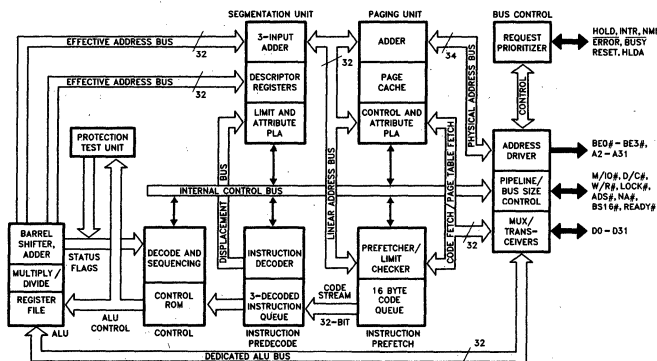 SEGMENTATION UNIT
PAGING UNIT
BUS CONTROL
EFFECTIVE ADDRESS BUS
32
EFFECTIVE ADDRESS BUS
32
3-INPUT
ADDER
DESCRIPTOR
REGISTERS
LIMIT AND
ATTRIBUTE
PLA
32
ADDER
PAGE
CACHE
CONTROL AND
ATTRIBUTE
PLA
34
PHYSICAL ADDRESS BUS
REQUEST
PRIORITIZER
HOLD, INTR, NMI
ERROR, BUSY
RESET, HLDA
CONTROL
PROTECTION
TEST UNIT
DISPLACEMENT BUS
LINEAR ADDRESS BUS
CODE FETCH/PAGE TABLE FETCH
INTERNAL CONTROL BUS
ADDRESS
DRIVER
BE0# - BE3#,
A2 - A31
PIPELINE/
BUS SIZE
CONTROL
M/IO#, D/C#,
W/R#, LOCK#,
ADS#, NA#,
BS16#, READY#
MUX/
TRANS-
CEIVERS
D0 - D31
32
BARREL
SHIFTER,
ADDER
MULTIPLY/
DIVIDE
REGISTER
FILE
STATUS
FLAGS
DECODE AND
SEQUENCING
CONTROL
ROM
INSTRUCTION
DECODER
3-DECODED
INSTRUCTION
QUEUE
CODE
STREAM
32-BIT
PREFETCHER/
LIMIT
CHECKER
16 BYTE
CODE
QUEUE
ALU
ALU
CONTROL
CONTROL
INSTRUCTION
PREDECODE
INSTRUCTION
PREFETCH
DEDICATED ALU BUS
32